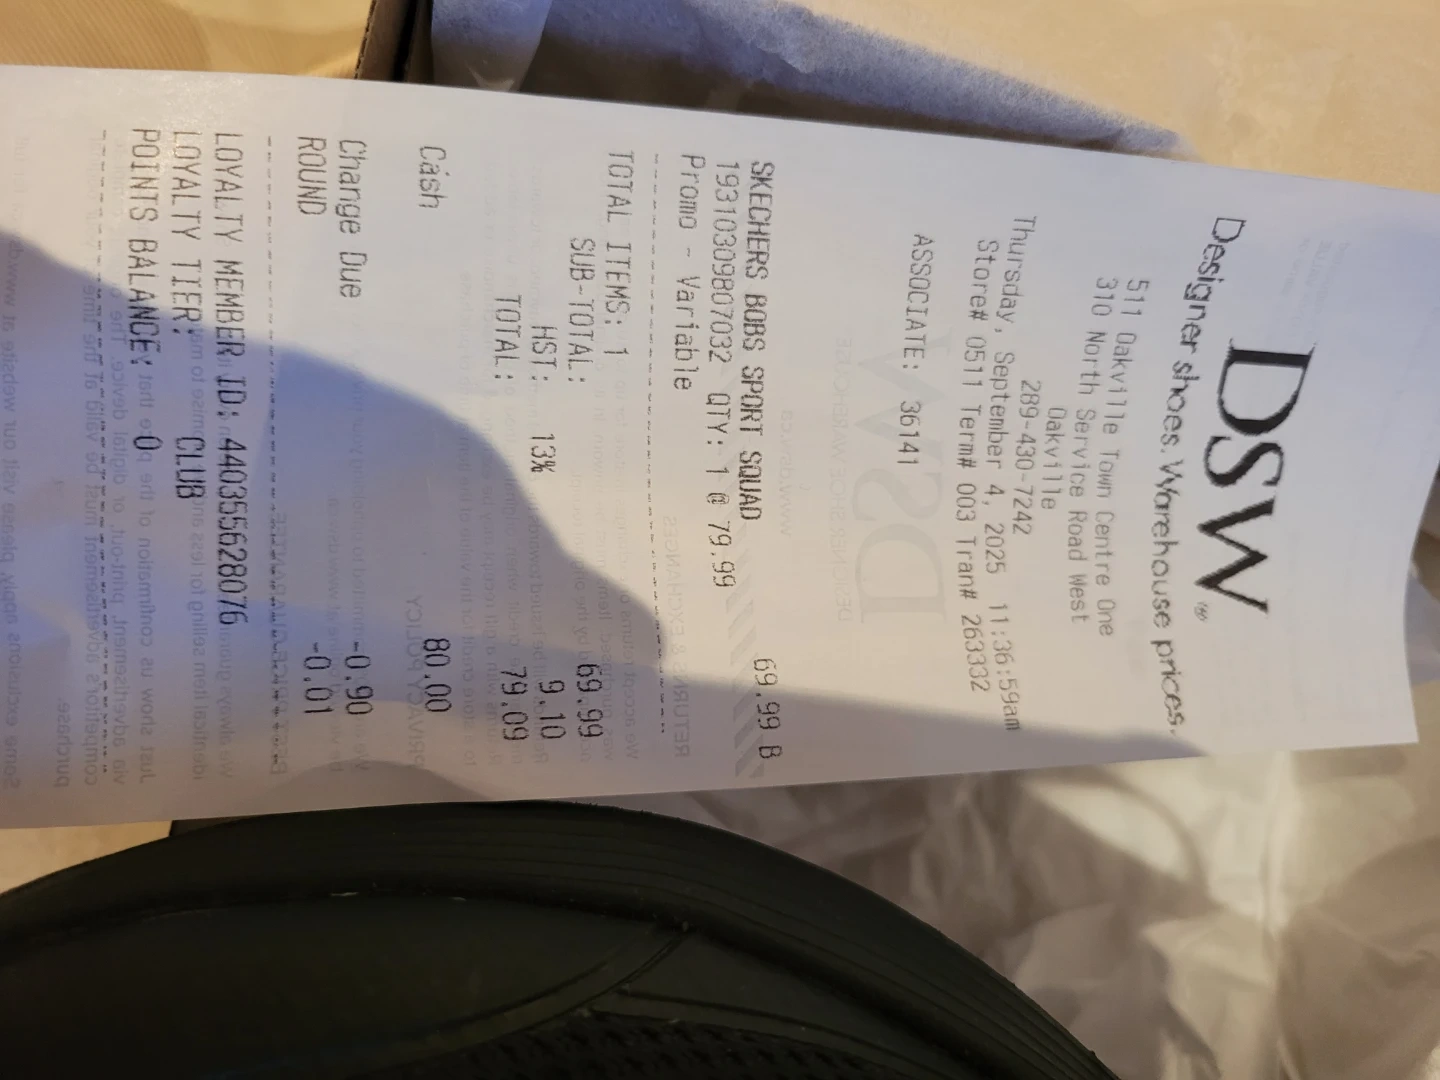 DSW
Designer shoes. Warehouse prices.
511 Oakville Town Centre One
310 North Service Road West
Oakville
289-430-7242
Thursday, September 4, 2025 11:36:59am
Store# 0511 Term# 003 Tran# 263332
ASSOCIATE: 36141
SKECHERS BOBS SPORT SQUAD 69.99 B
19310309807032 QTY: 1 @ 79.99
Promo - Variable
TOTAL ITEMS: 1
SUB-TOTAL: 69.99
HST: 13% 9.10
TOTAL: 79.09
Cash 80.00
Change Due -0.90
ROUND -0.01
LOYALTY MEMBER ID: 4403556628076
LOYALTY TIER: CLUB
POINTS BALANCE: 0